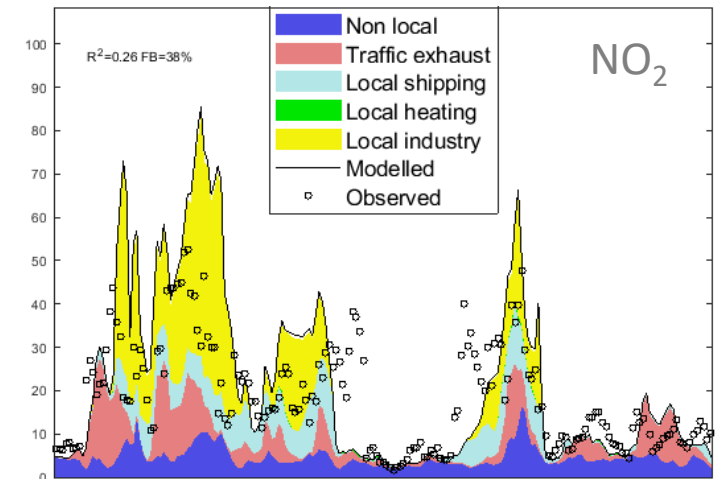 100
90
80
70
60
50
40
30
20
10
0
R²=0.26 FB=38%
Non local
Traffic exhaust
Local shipping
Local heating
Local industry
Modelled
Observed
NO₂